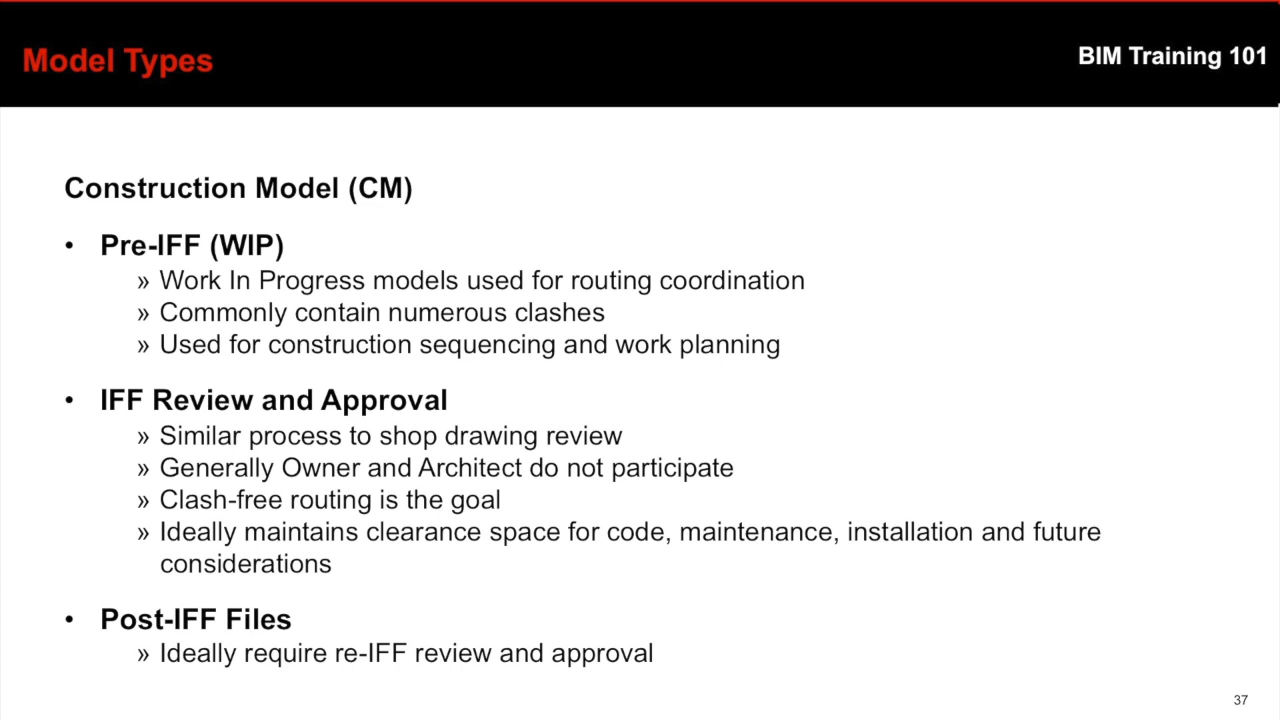 Model Types
BIM Training 101
Construction Model (CM)
• Pre-IFF (WIP)
» Work In Progress models used for routing coordination
» Commonly contain numerous clashes
» Used for construction sequencing and work planning
• IFF Review and Approval
» Similar process to shop drawing review
» Generally Owner and Architect do not participate
» Clash-free routing is the goal
» Ideally maintains clearance space for code, maintenance, installation and future
considerations
• Post-IFF Files
» Ideally require re-IFF review and approval
37